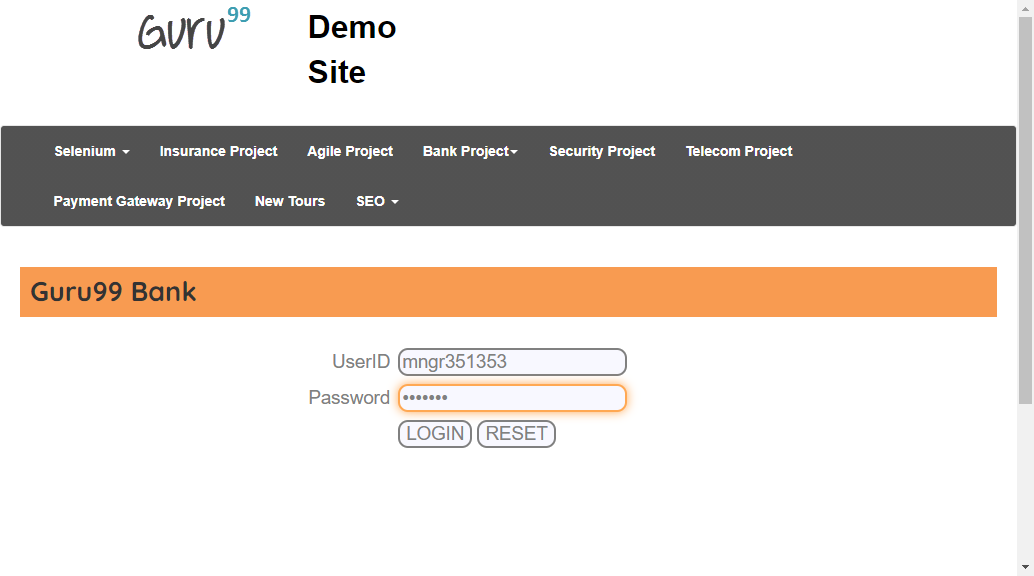 Guru99
Demo
Site
Selenium
Insurance Project
Agile Project
Bank Project
Security Project
Telecom Project
Payment Gateway Project
New Tours
SEO
Guru99 Bank
UserID mngr351353
Password •••••••
LOGIN RESET